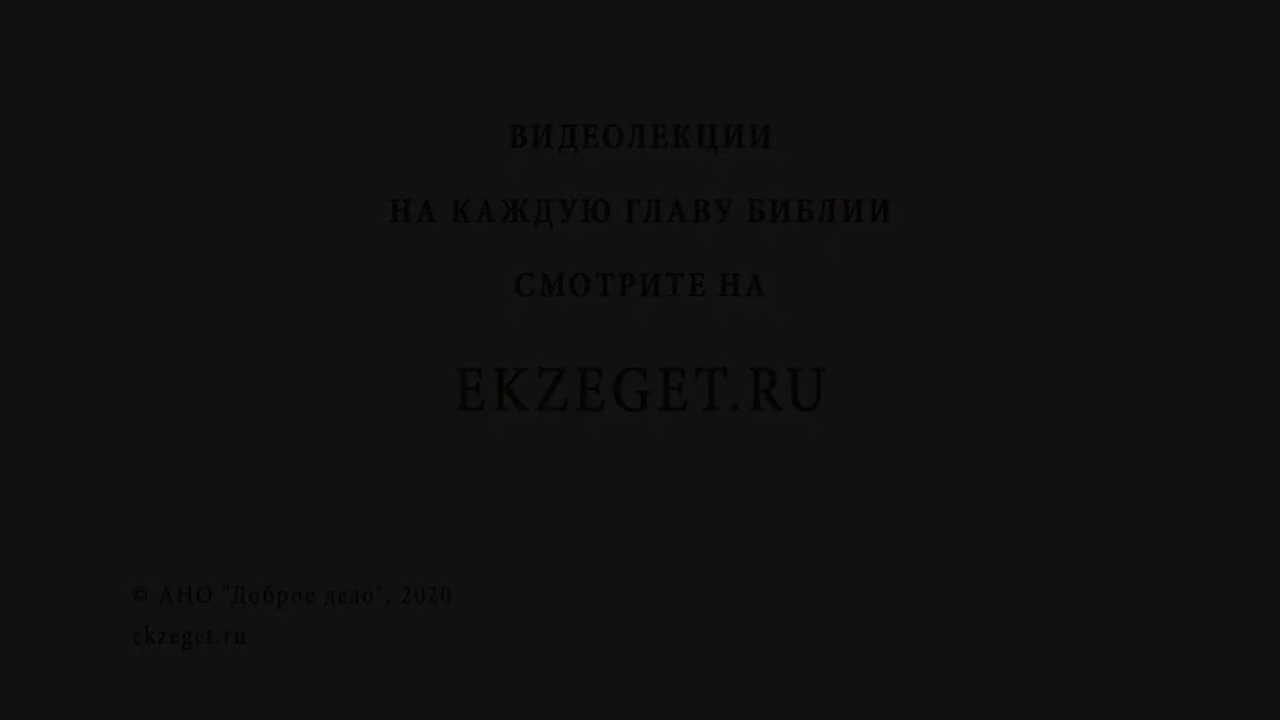 ВИДЕОЛЕКЦИИ
НА КАЖДУЮ ГЛАВУ БИБЛИИ
СМОТРИТЕ НА
EKZEGET.RU
© АНО "Доброе дело", 2020
ekzeget.ru